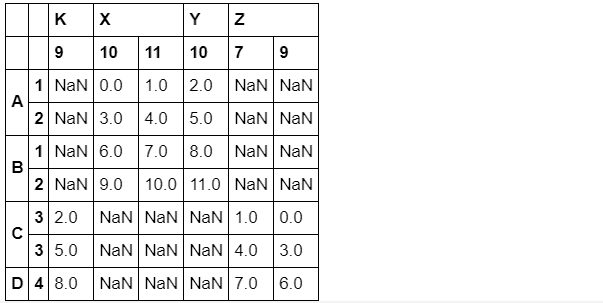 K X Y Z
9 10 11 10 7 9
A 1 NaN 0.0 1.0 2.0 NaN NaN
2 NaN 3.0 4.0 5.0 NaN NaN
B 1 NaN 6.0 7.0 8.0 NaN NaN
2 NaN 9.0 10.0 11.0 NaN NaN
C 3 2.0 NaN NaN NaN 1.0 0.0
3 5.0 NaN NaN NaN 4.0 3.0
D 4 8.0 NaN NaN NaN 7.0 6.0